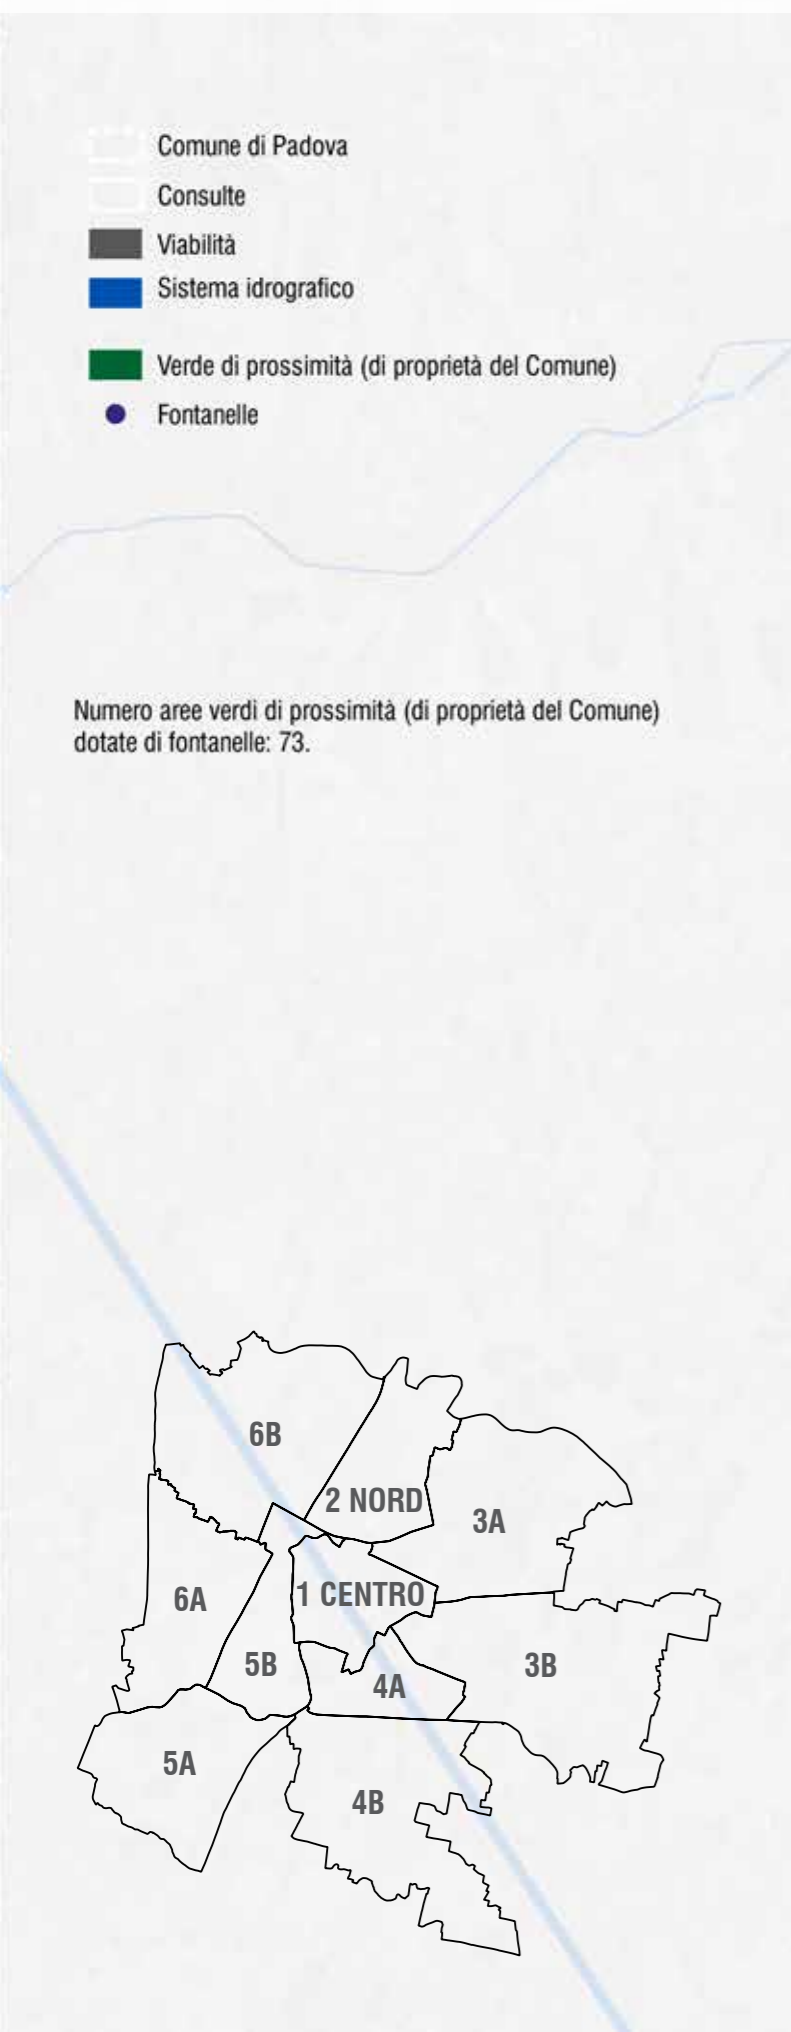 Comune di Padova
Consulte
Viabilità
Sistema idrografico
Verde di prossimità (di proprietà del Comune)
Fontanelle
Numero aree verdi di prossimità (di proprietà del Comune)
dotate di fontanelle: 73.
6B
2 NORD
3A
6A
1 CENTRO
5B
4A
3B
5A
4B